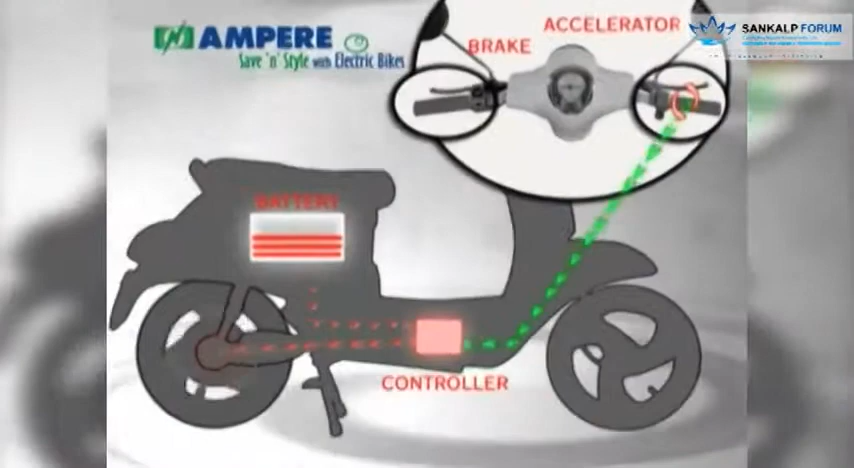 AMPERE
Save 'n' Style with Electric Bikes
BRAKE
ACCELERATOR
SANKALP FORUM
BATTERY
CONTROLLER